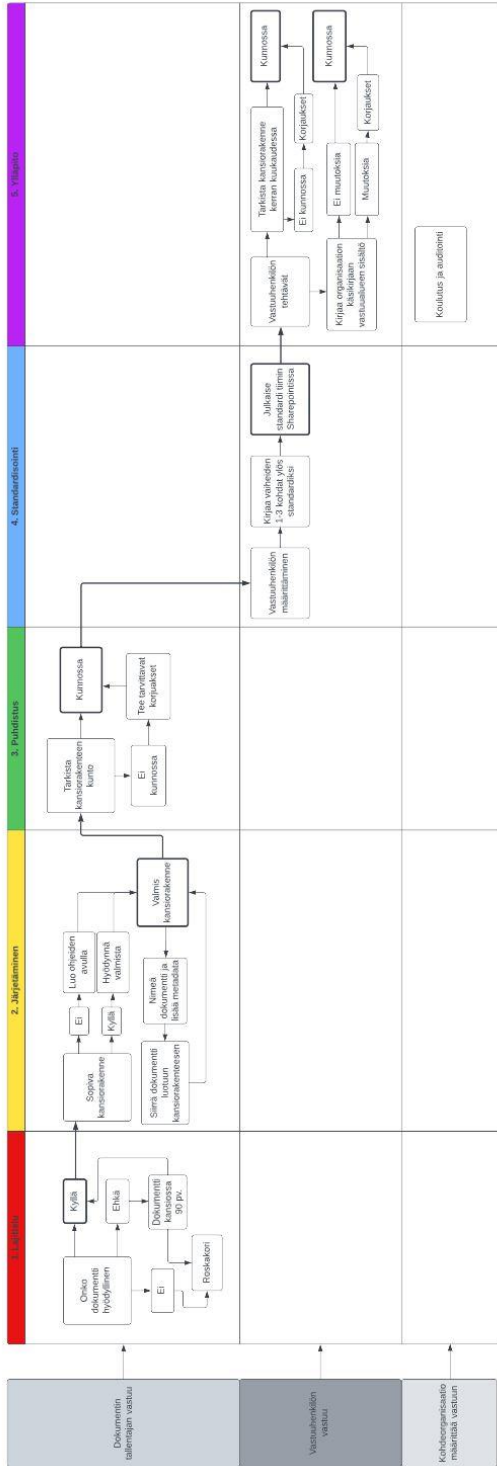 1. Lajittelu
2. Järjetäminen
3. Puhdistus
4. Standardisointi
5. Ylläpito
Dokumentin
tallentajan vastuu
Onko
dokumentti
hyödyllinen
Kyllä
Ehkä
Ei
Dokumentti
kansiossa
90 pv.
Roskakori
Sopiva
kansiorakenne
Ei
Kyllä
Luo ohjeiden
avulla
Hyödynnä
valmista
Valmis
kansiorakenne
Nimeä
dokumentti ja
lisää metadata
Siirrä dokumentti
luotuun
kansiorakenteesen
Tarkista
kansiorakenteen
kunto
Kunnossa
Ei
kunnossa
Tee tarvittavat
korjuakset
Vastuuhenkilön
vastuu
Vastuuhenkilön
määrittäminen
Kirjaa vaiheiden
1-3 kohdat ylös
standardiksi
Julkaise
standardi tiimin
Sharepointissa
Vastuuhenkilön
tehtävät
Tarkista kansiorakenne
kerran kuukaudessa
Kunnossa
Ei kunnossa
Korjaukset
Kirjaa organisaation
käsikirjaan
vastuualueen sisältö
Ei muutoksia
Muutoksia
Korjaukset
Kunnossa
Kohdeorganisaatio
määrittää vastuun
Koulutus ja auditointi